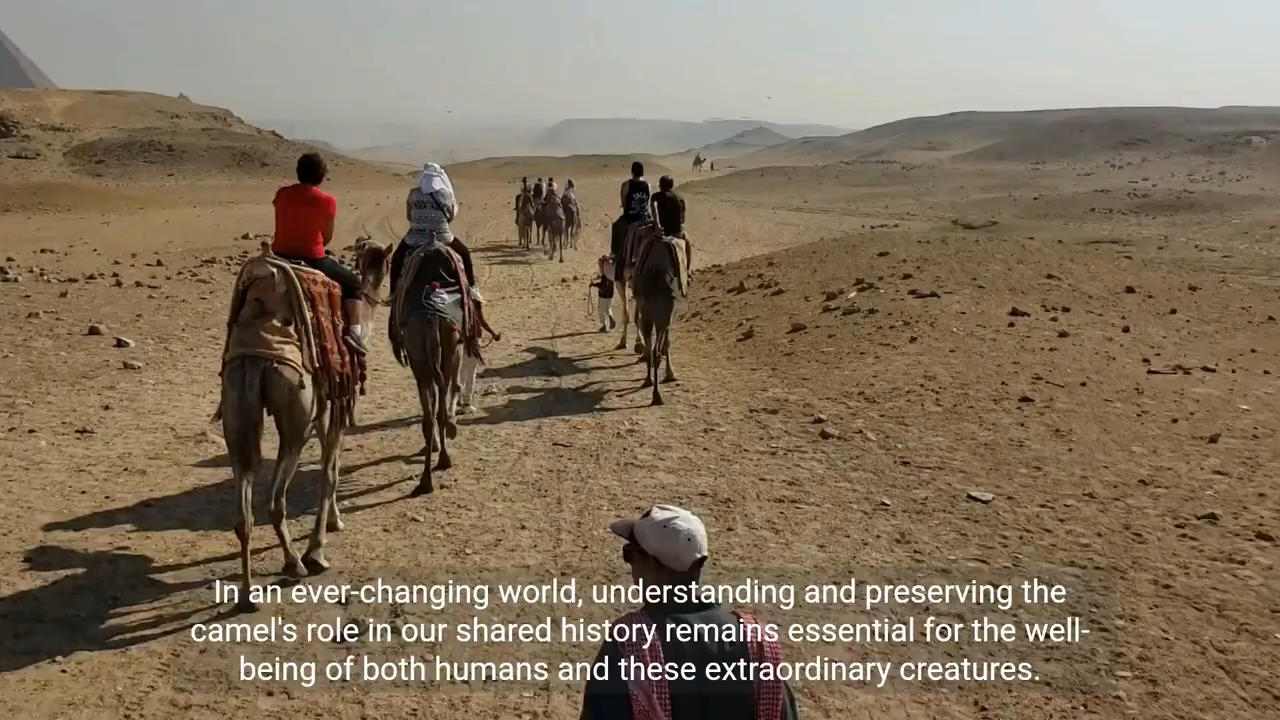 In an ever-changing world, understanding and preserving the
camel's role in our shared history remains essential for the well-
being of both humans and these extraordinary creatures.